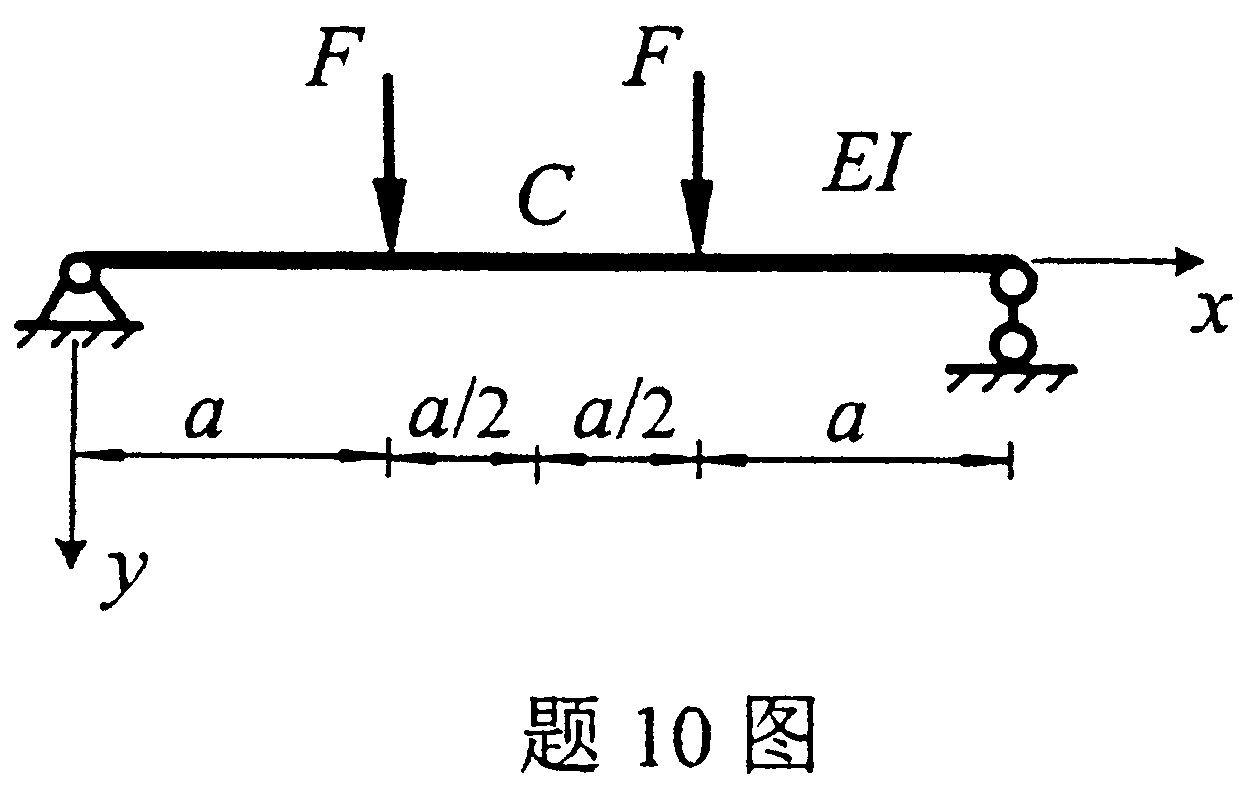 F F
C EI
x
a a/2 a/2 a
y
题 10 图